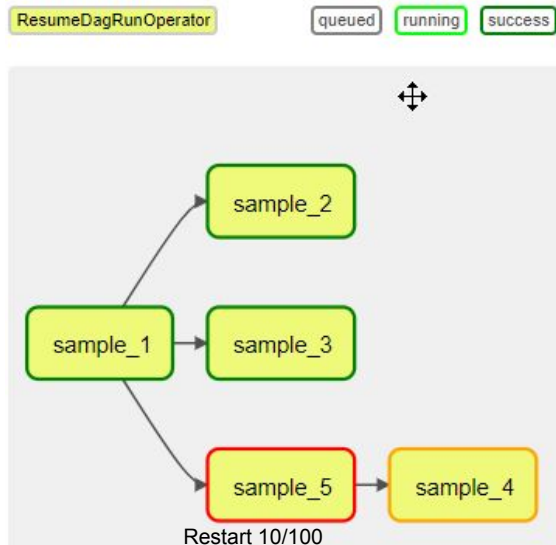 ResumeDagRunOperator queued running success
sample_2
sample_1 sample_3
sample_5 sample_4
Restart 10/100